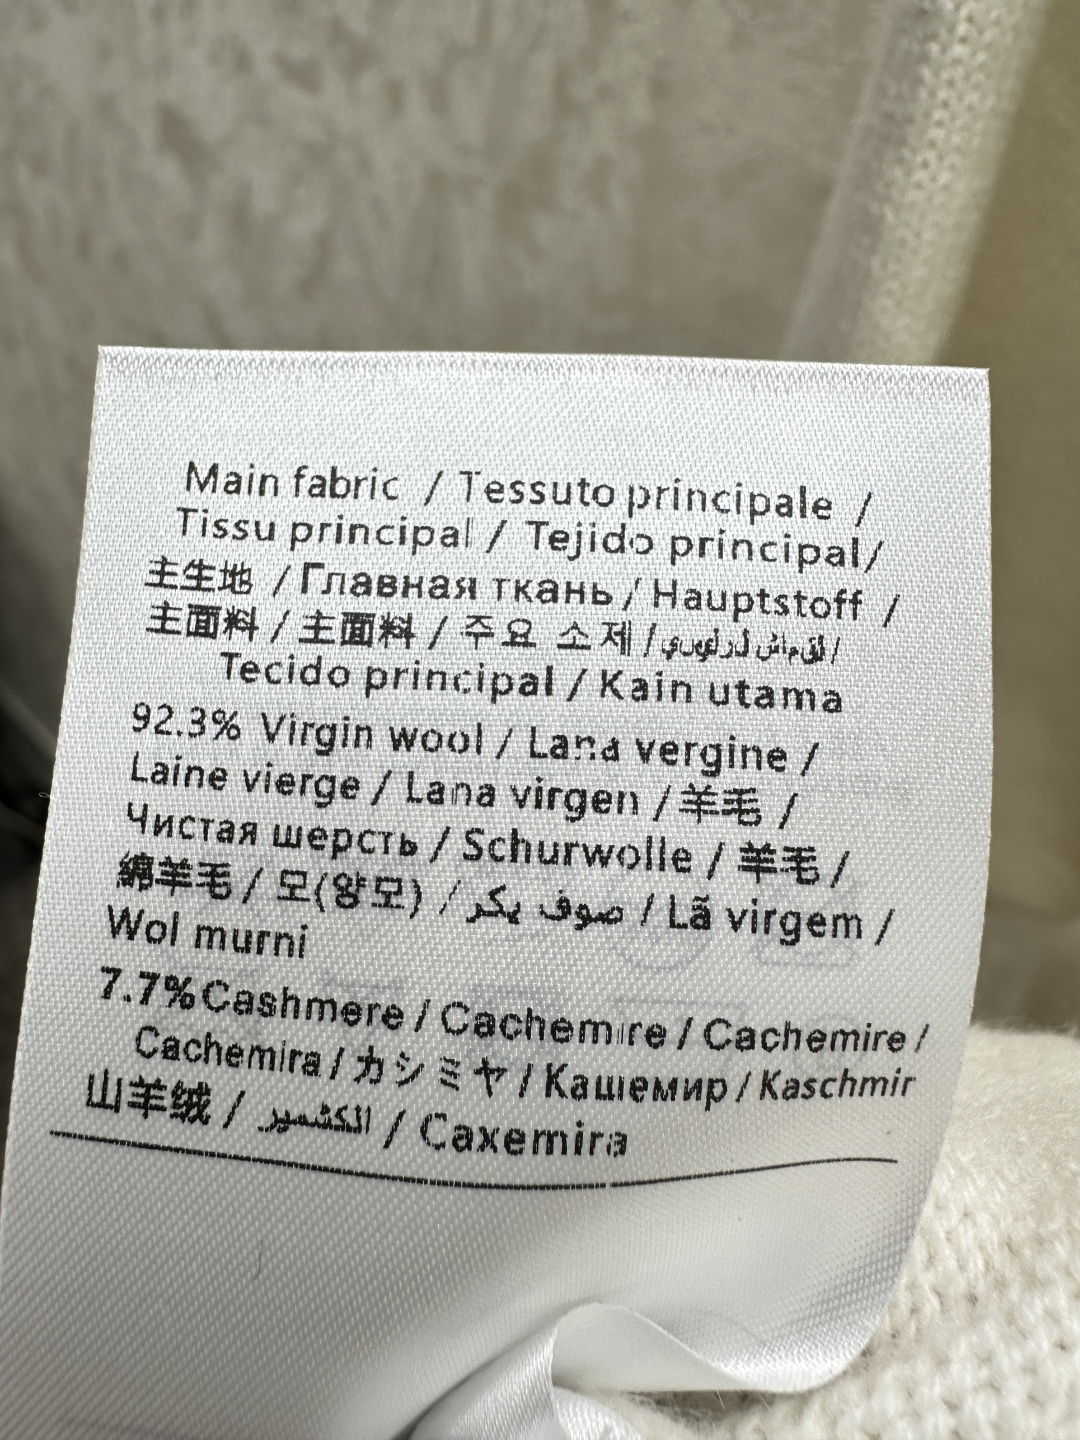 Main fabric / Tessuto principale /
Tissu principal / Tejido principal/
主生地 / Главная ткань / Hauptstoff /
主面料 / 主面料 / 주요 소제 /
Tecido principal / Kain utama
92.3% Virgin wool / Lana vergine /
Laine vierge / Lana virgen / 羊毛 /
Чистая шерсть / Schurwolle / 羊毛 /
綿羊毛 / 모(양모) / صوف بكر / Lã virgem /
Wol murni
7.7%Cashmere / Cachemire / Cachemire /
Cachemira / カシミヤ / Кашемир / Kaschmir
山羊绒 / الكشمير / Caxemira